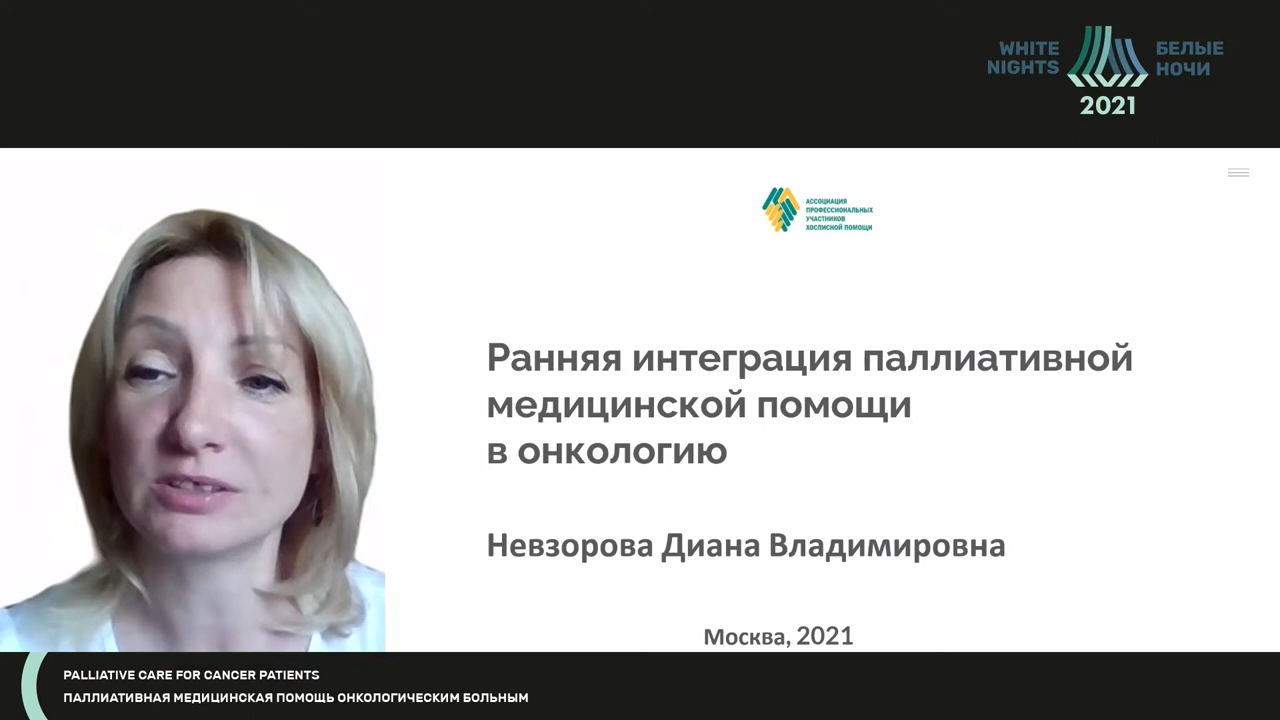 WHITE
NIGHTS
БЕЛЫЕ
НОЧИ
2021
АССОЦИАЦИЯ
ПРОФЕССИОНАЛЬНЫХ
УЧАСТНИКОВ
ХОСПИСНОЙ ПОМОЩИ
Ранняя интеграция паллиативной
медицинской помощи
в онкологию
Невзорова Диана Владимировна
Москва, 2021
PALLIATIVE CARE FOR CANCER PATIENTS
ПАЛЛИАТИВНАЯ МЕДИЦИНСКАЯ ПОМОЩЬ ОНКОЛОГИЧЕСКИМ БОЛЬНЫМ